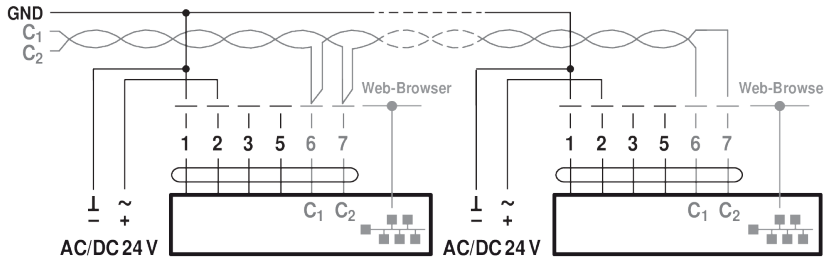 GND
C1
C2
Web-Browser
Web-Browse
1 2 3 5 6 7
1 2 3 5 6 7
C1 C2
C1 C2
⊥ ~
− +
⊥ ~
− +
AC/DC 24 V
AC/DC 24 V